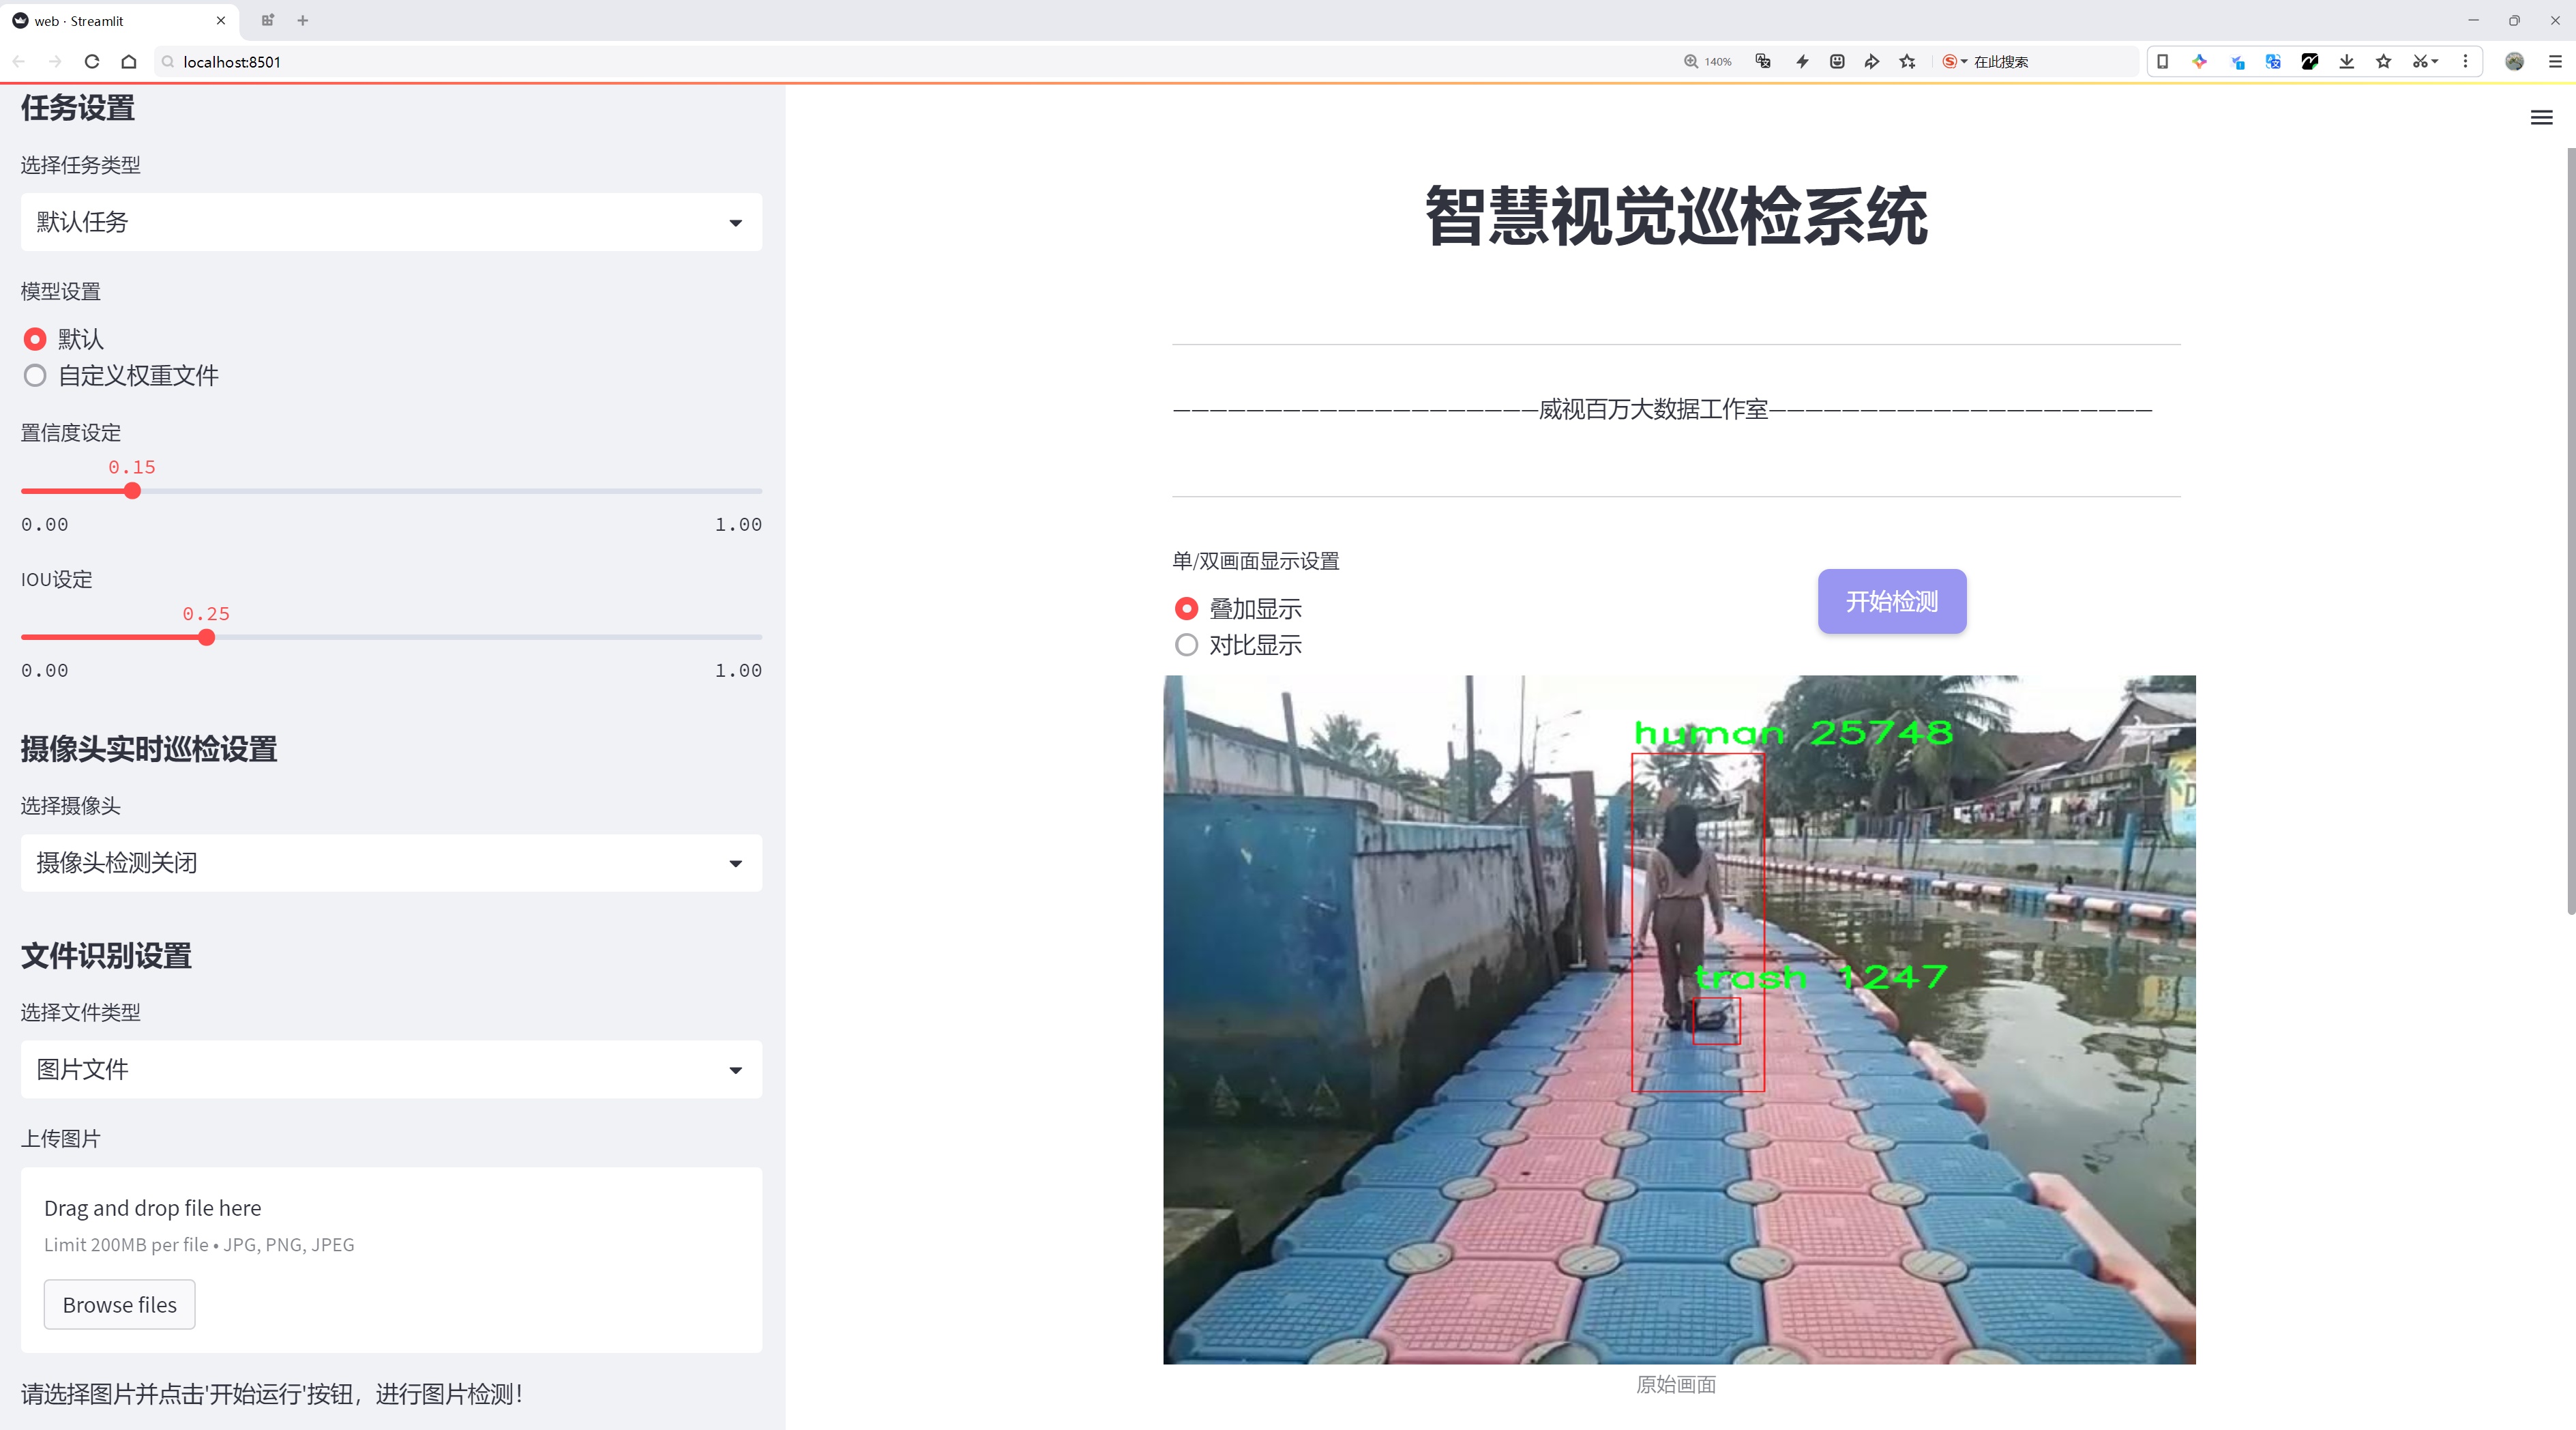 web · Streamlit
localhost:8501
140%
在此搜索
任务设置
选择任务类型
默认任务
模型设置
默认
自定义权重文件
置信度设定
0.15
0.00 1.00
IOU设定
0.25
0.00 1.00
摄像头实时巡检设置
选择摄像头
摄像头检测关闭
文件识别设置
选择文件类型
图片文件
上传图片
Drag and drop file here
Limit 200MB per file • JPG, PNG, JPEG
Browse files
请选择图片并点击'开始运行'按钮，进行图片检测！
智慧视觉巡检系统
————————————————————威视百万大数据工作室—————————————————————
单/双画面显示设置
叠加显示
对比显示
开始检测
human 25748
trash 1247
原始画面